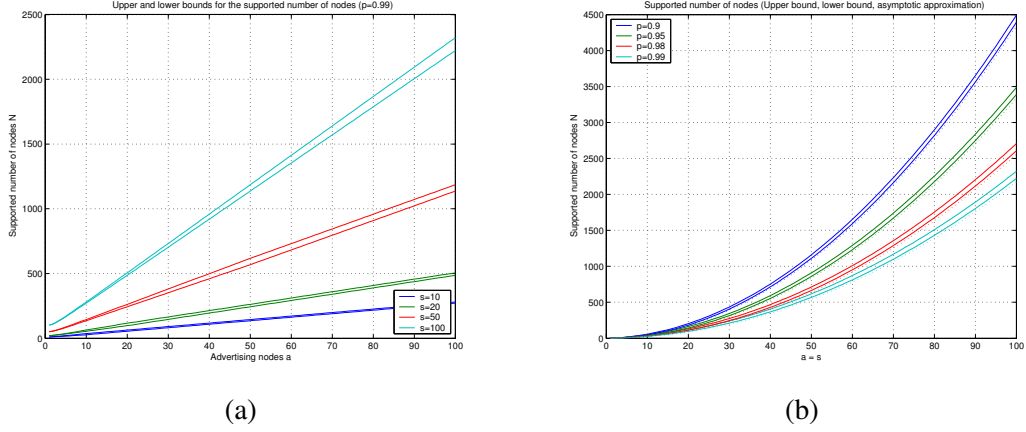 Upper and lower bounds for the supported number of nodes (p=0.99)
2500
2000
1500
1000
500
0
Supported number of nodes N
0 10 20 30 40 50 60 70 80 90 100
Advertising nodes a
s=10
s=20
s=50
s=100
(a)
Supported number of nodes (Upper bound, lower bound, asymptotic approximation)
4500
4000
3500
3000
2500
2000
1500
1000
500
0
Supported number of nodes N
0 10 20 30 40 50 60 70 80 90 100
a = s
p=0.9
p=0.95
p=0.98
p=0.99
(b)